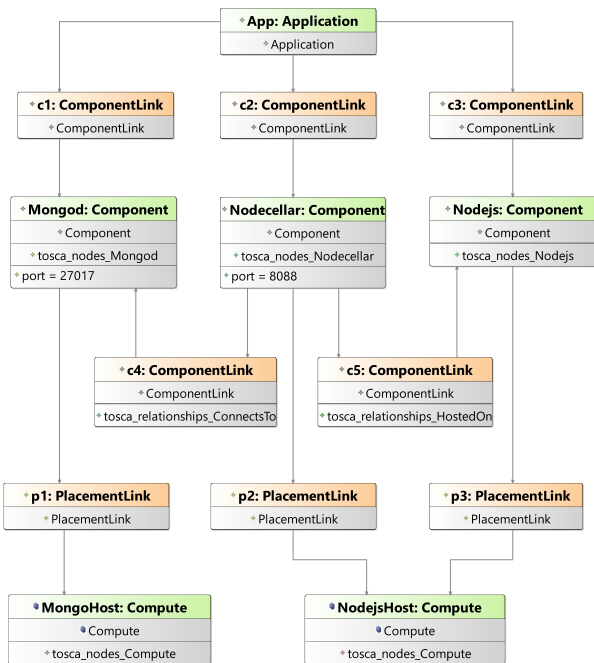 App: Application
Application
c1: ComponentLink
ComponentLink
c2: ComponentLink
ComponentLink
c3: ComponentLink
ComponentLink
Mongod: Component
Component
tosca_nodes_Mongod
port = 27017
Nodecellar: Component
Component
tosca_nodes_Nodecellar
port = 8088
Nodejs: Component
Component
tosca_nodes_Nodejs
c4: ComponentLink
ComponentLink
tosca_relationships_ConnectsTo
c5: ComponentLink
ComponentLink
tosca_relationships_HostedOn
p1: PlacementLink
PlacementLink
p2: PlacementLink
PlacementLink
p3: PlacementLink
PlacementLink
MongoHost: Compute
Compute
tosca_nodes_Compute
NodejsHost: Compute
Compute
tosca_nodes_Compute